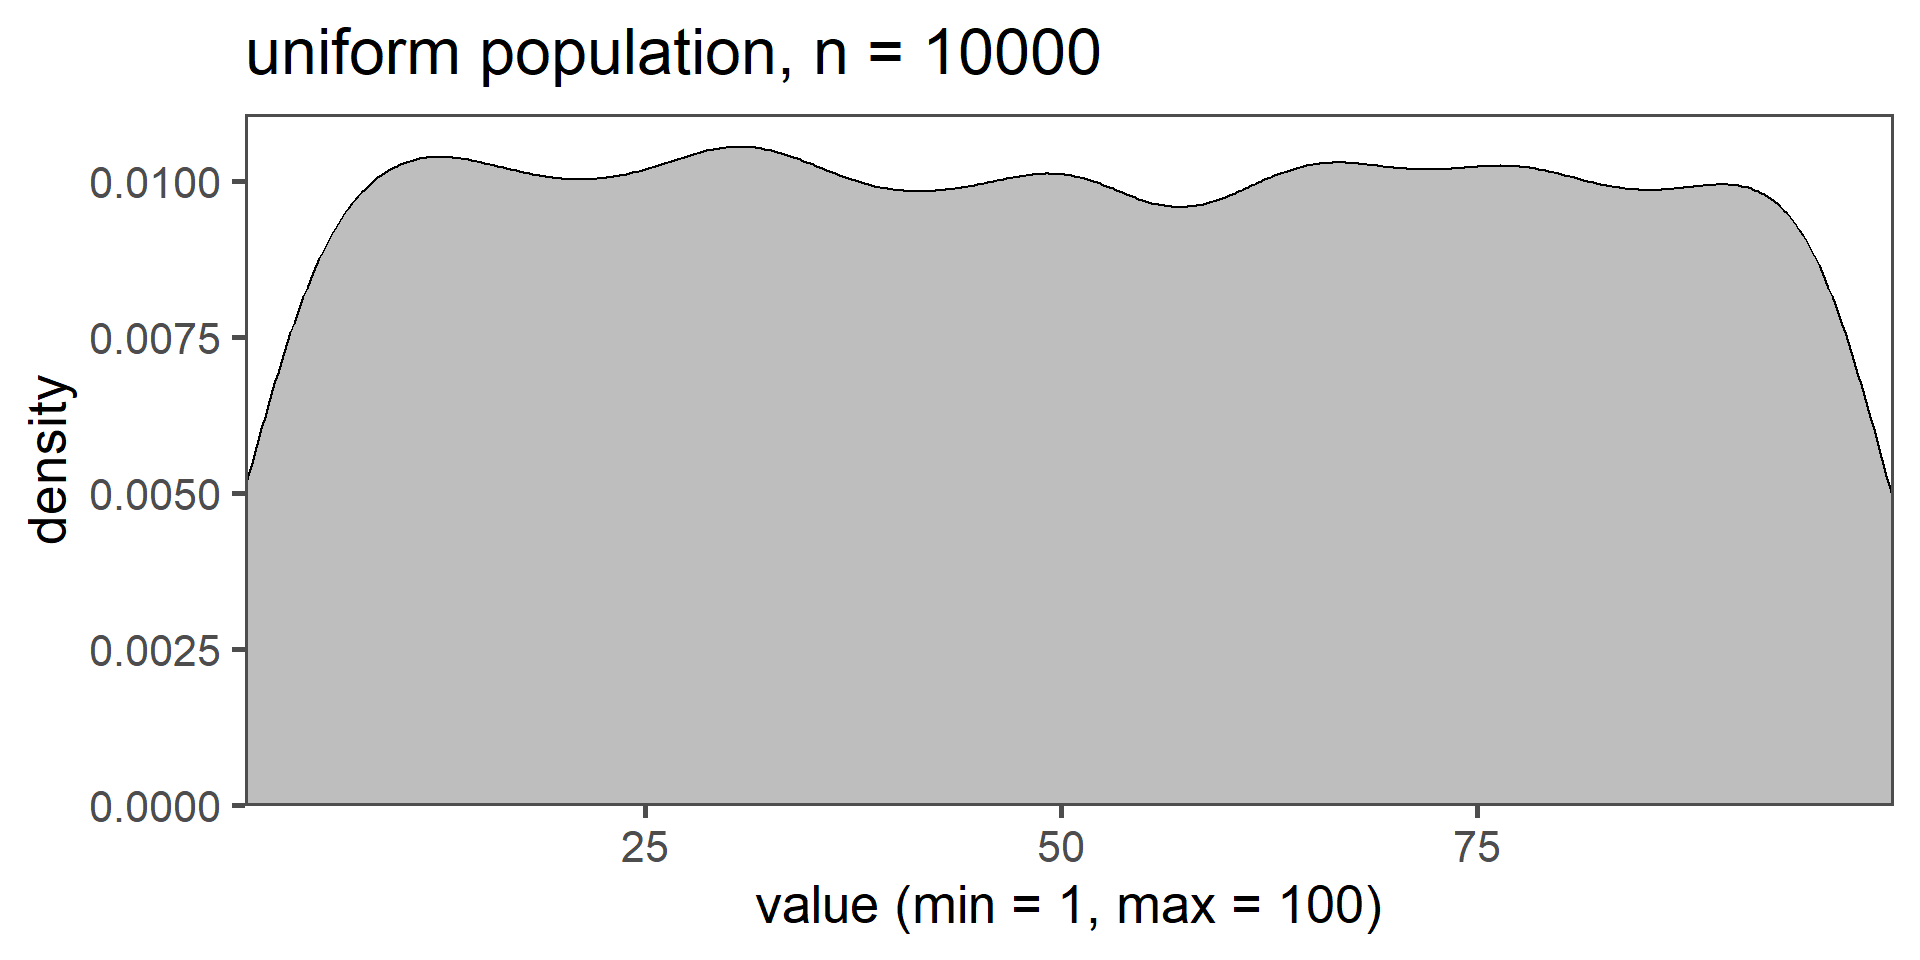 uniform population, n = 10000
0.0100
0.0075
0.0050
0.0025
0.0000
density
25 50 75
value (min = 1, max = 100)